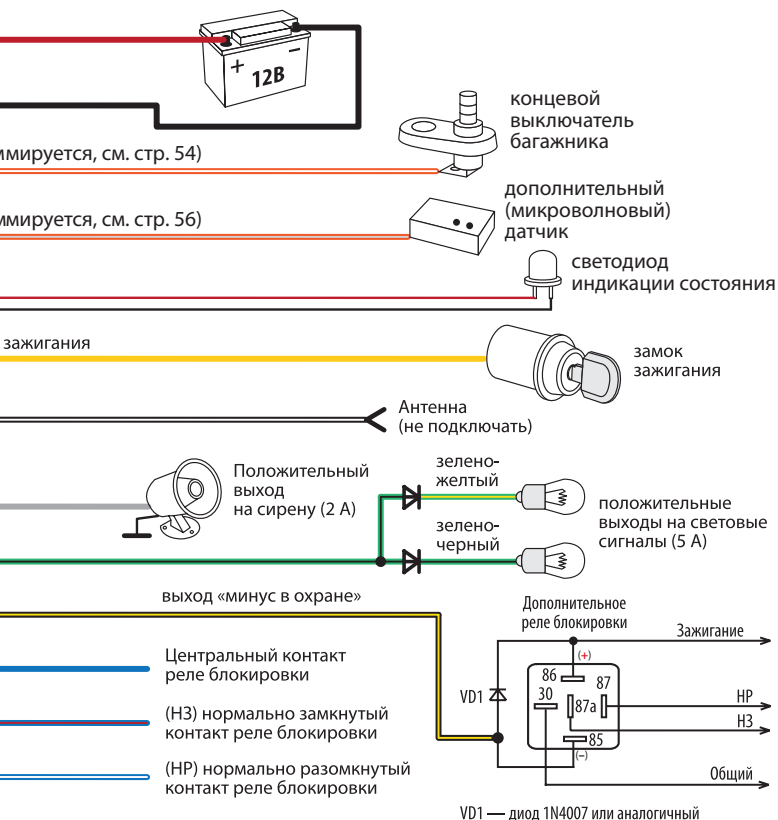 + −
12В
концевой
выключатель
багажника
ммируется, см. стр. 54)
дополнительный
(микроволновый)
датчик
ммируется, см. стр. 56)
светодиод
индикации состояния
зажигания
замок
зажигания
Антенна
(не подключать)
Положительный
выход
на сирену (2 А)
зелено-
желтый
зелено-
черный
положительные
выходы на световые
сигналы (5 А)
выход «минус в охране»
Дополнительное
реле блокировки
Зажигание
(+)
86
87
30
87a
VD1
85
(−)
НР
НЗ
Общий
Центральный контакт
реле блокировки
(НЗ) нормально замкнутый
контакт реле блокировки
(НР) нормально разомкнутый
контакт реле блокировки
VD1 — диод 1N4007 или аналогичный